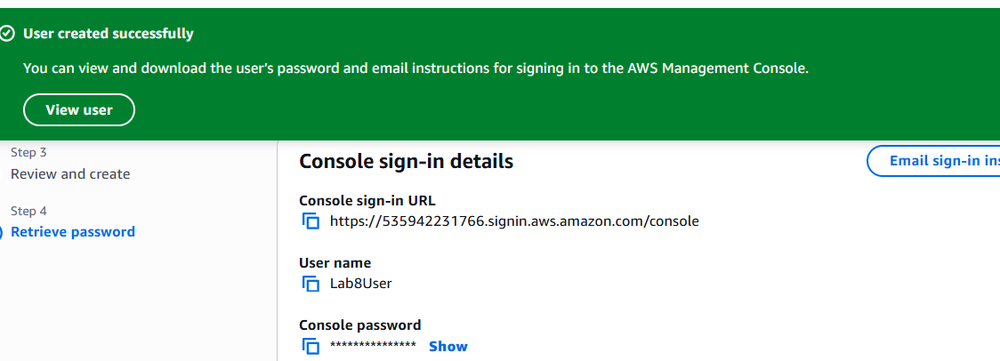 User created successfully
You can view and download the user's password and email instructions for signing in to the AWS Management Console.
View user
Step 3
Review and create
Step 4
Retrieve password
Console sign-in details
Email sign-in ins
Console sign-in URL
https://535942231766.signin.aws.amazon.com/console
User name
Lab8User
Console password
*************** Show